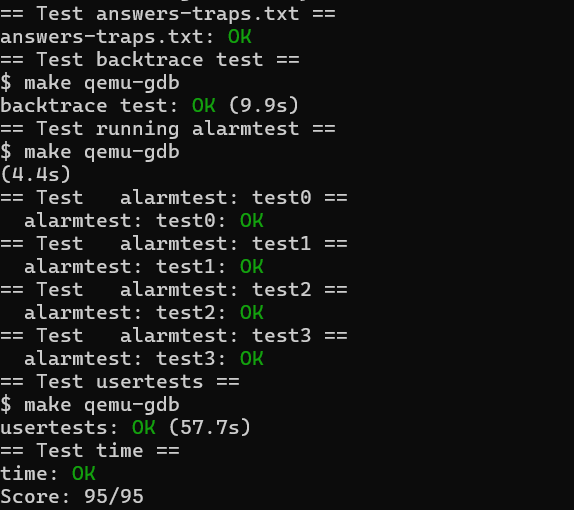 == Test answers-traps.txt ==
answers-traps.txt: OK
== Test backtrace test ==
$ make qemu-gdb
backtrace test: OK (9.9s)
== Test running alarmtest ==
$ make qemu-gdb
(4.4s)
== Test   alarmtest: test0 ==
  alarmtest: test0: OK
== Test   alarmtest: test1 ==
  alarmtest: test1: OK
== Test   alarmtest: test2 ==
  alarmtest: test2: OK
== Test   alarmtest: test3 ==
  alarmtest: test3: OK
== Test usertests ==
$ make qemu-gdb
usertests: OK (57.7s)
== Test time ==
time: OK
Score: 95/95